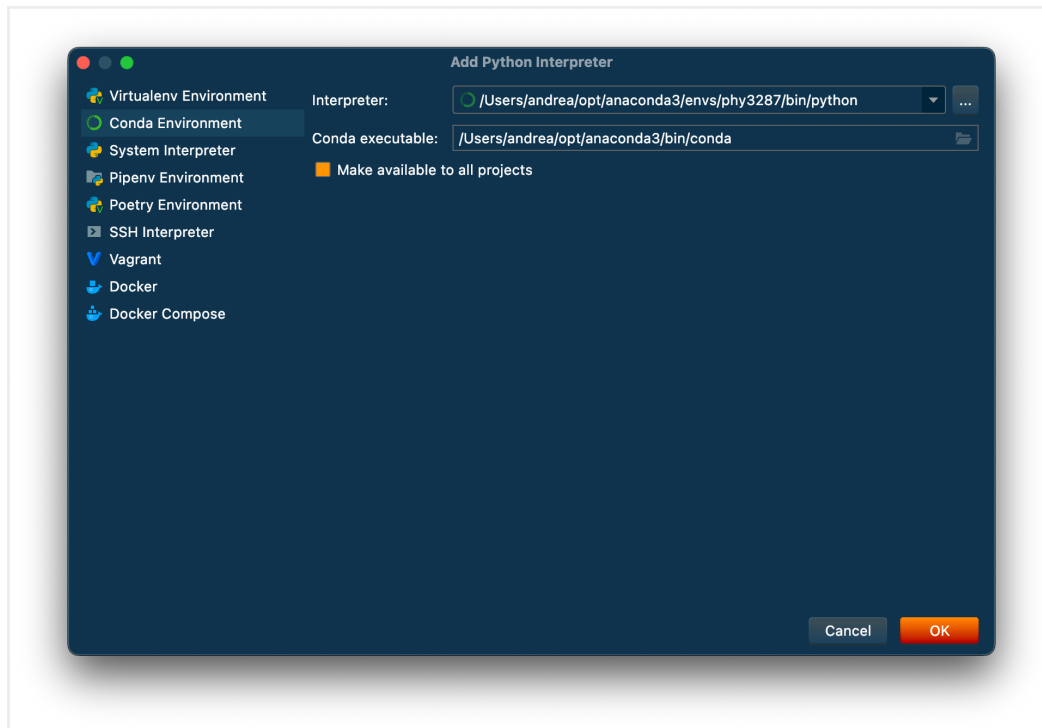 Add Python Interpreter
Virtualenv Environment
Conda Environment
System Interpreter
Pipenv Environment
Poetry Environment
SSH Interpreter
Vagrant
Docker
Docker Compose
Interpreter: /Users/andrea/opt/anaconda3/envs/phy3287/bin/python ...
Conda executable: /Users/andrea/opt/anaconda3/bin/conda
Make available to all projects
Cancel OK